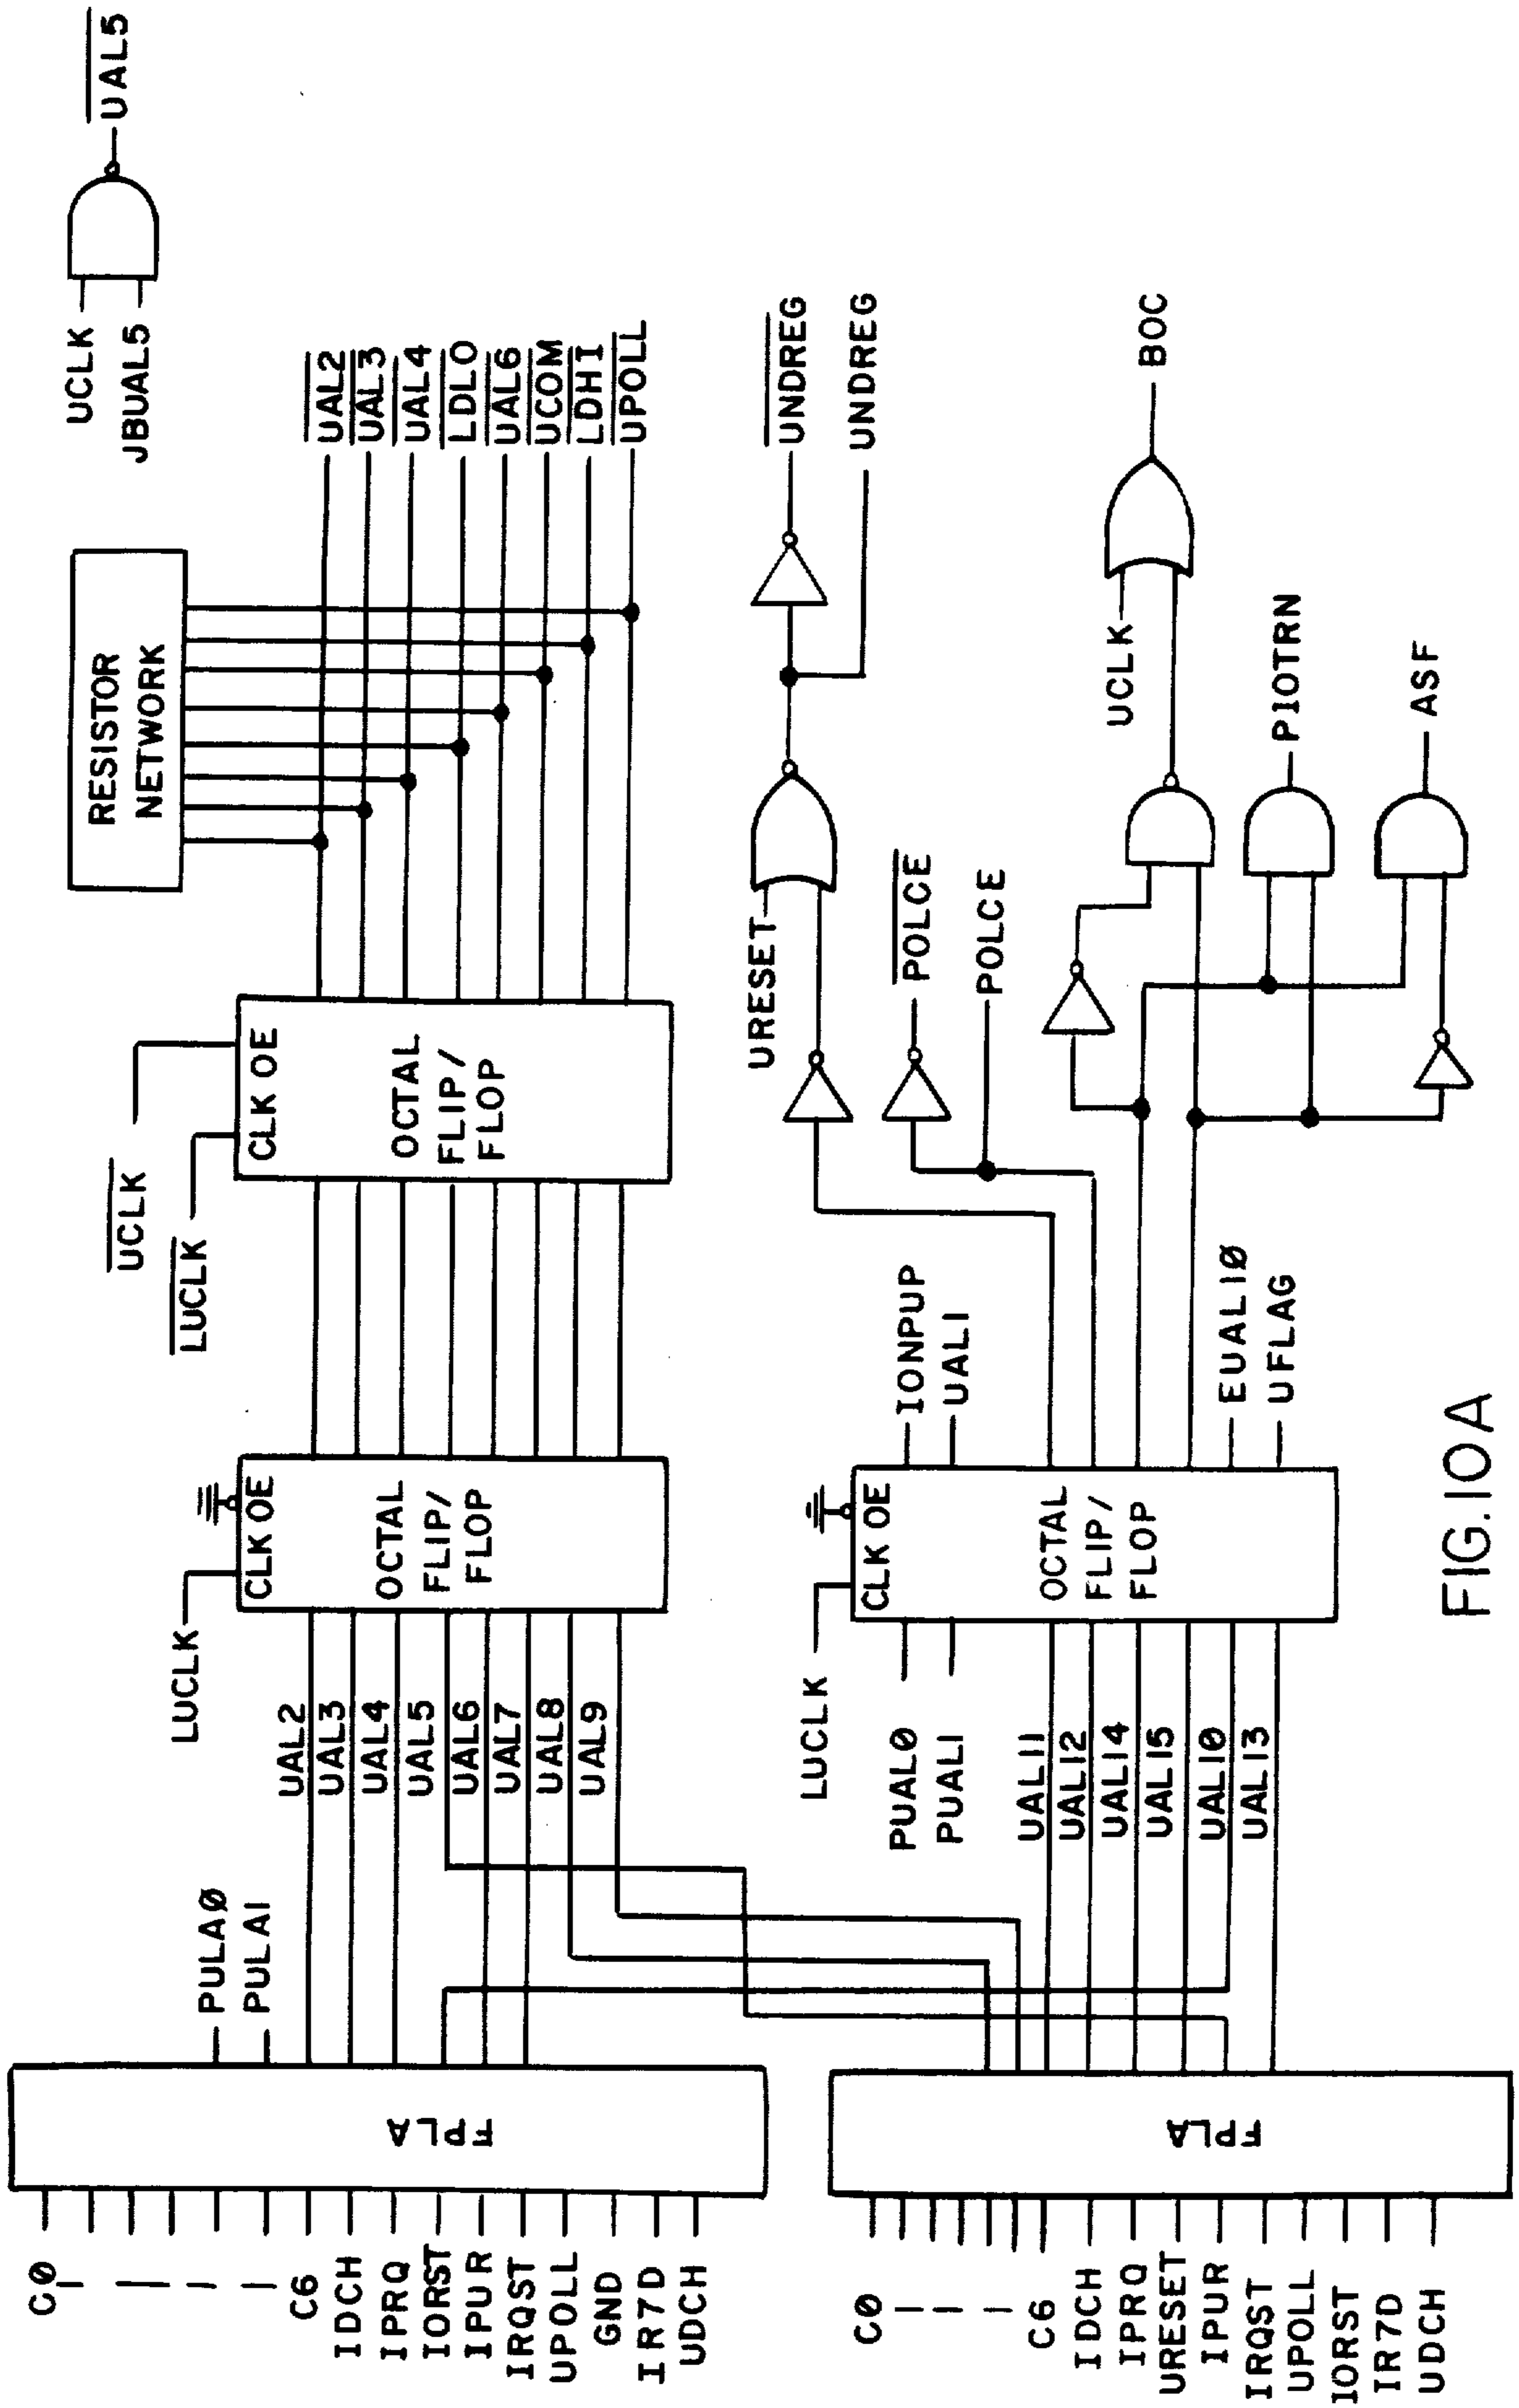 C0
C6
IDCH
IPRQ
IORST
IPUR
IRQST
UPOLL
GND
IR7D
UDCH
FPLA
PULA0
PULA1
UAL2
UAL3
UAL4
UAL5
UAL6
UAL7
UAL8
UAL9
LUCLK
CLK OE
OCTAL
FLIP/
FLOP
LUCLK
UCLK
CLK OE
OCTAL
FLIP/
FLOP
RESISTOR
NETWORK
UAL2
UAL3
UAL4
LDLO
UAL6
UCOM
LDHI
UPOLL
UCLK
JBUAL5
UAL5
C0
C6
IDCH
IPRQ
URESET
IPUR
IRQST
UPOLL
IORST
IR7D
UDCH
FPLA
LUCLK
PUAL0
PUAL1
UAL11
UAL12
UAL14
UAL15
UAL10
UAL13
CLK OE
OCTAL
FLIP/
FLOP
IONPUP
UAL1
EUAL10
UFLAG
URESET
POLCE
POLCE
UNDREG
UNDREG
UCLK
BOC
PIOTRN
ASF
FIG. 10A